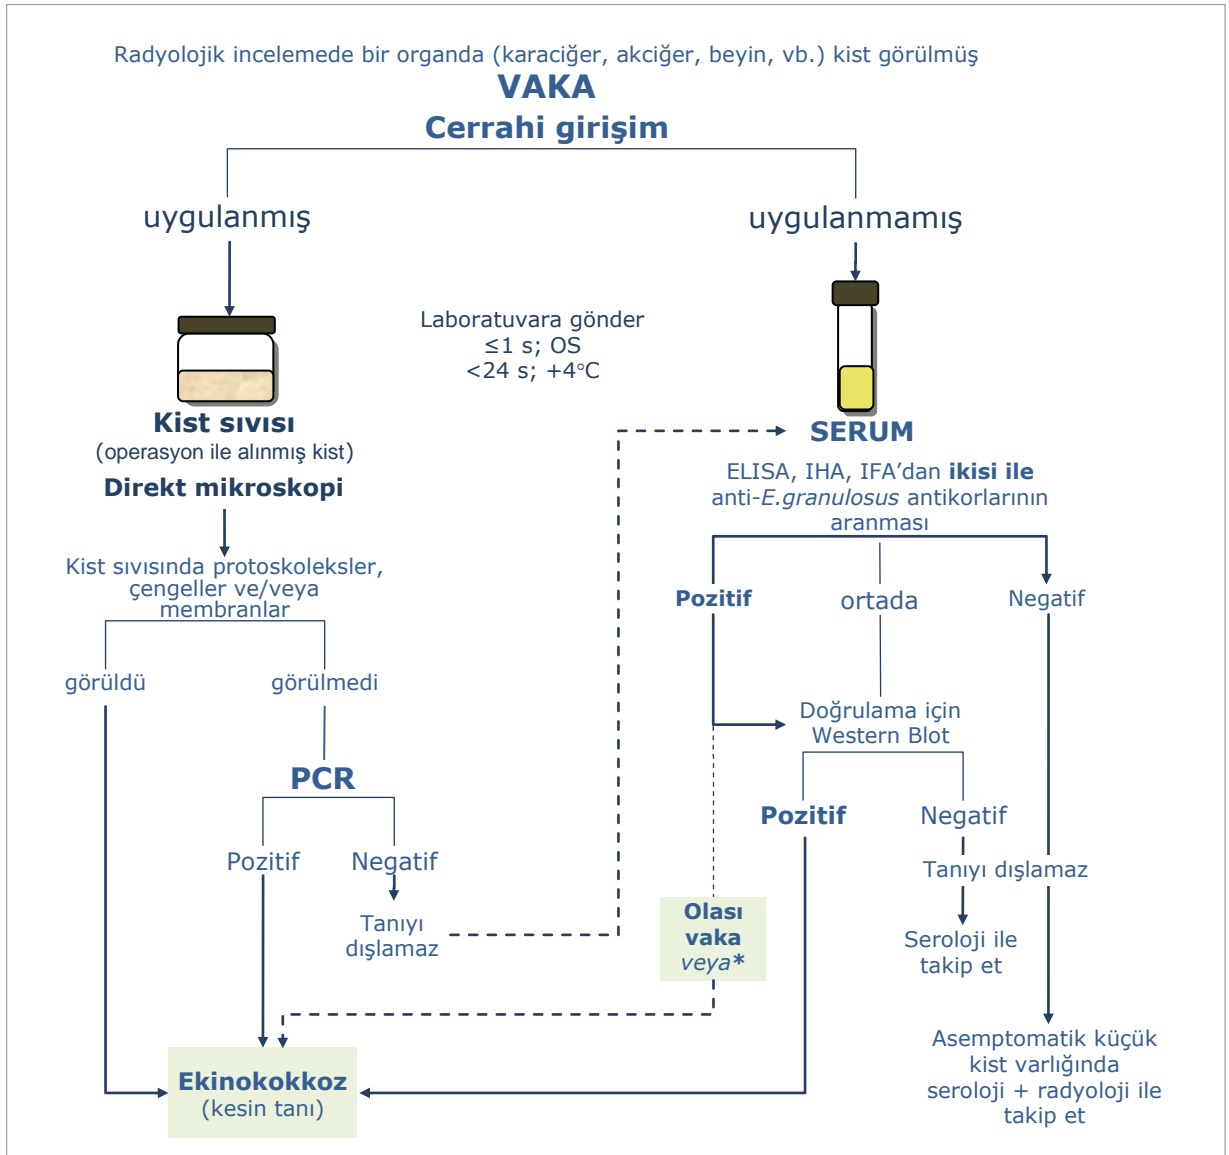 Radyolojik incelemede bir organda (karaciğer, akciğer, beyin, vb.) kist görülmüş
VAKA
Cerrahi girişim
uygulanmış
uygulanmamış
Laboratuvara gönder
≤1 s; OS
<24 s; +4°C
Kist sıvısı
(operasyon ile alınmış kist)
Direkt mikroskopi
Kist sıvısında protoskoleksler,
çengeller ve/veya
membranlar
görüldü
görülmedi
PCR
Pozitif
Negatif
Tanıyı
dışlamaz
SERUM
ELISA, IHA, IFA’dan ikisi ile
anti-E.granulosus antikorlarının
aranması
Pozitif
ortada
Negatif
Doğrulama için
Western Blot
Pozitif
Negatif
Tanıyı dışlamaz
Seroloji ile
takip et
Olası
vaka
veya*
Asemptomatik küçük
kist varlığında
seroloji + radyoloji ile
takip et
Ekinokokkoz
(kesin tanı)